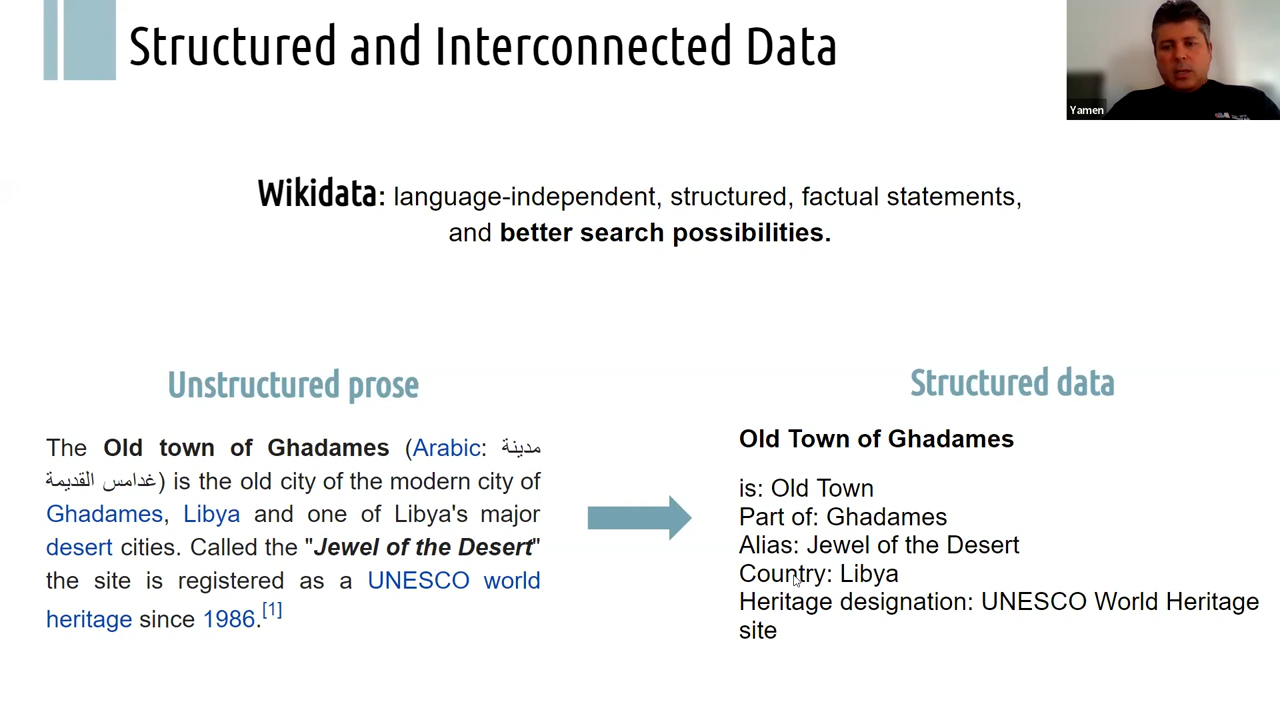 Structured and Interconnected Data
Yamen
Wikidata: language-independent, structured, factual statements,
and better search possibilities.
Unstructured prose
The Old town of Ghadames (Arabic: مدينة
غدامس القديمة) is the old city of the modern city of
Ghadames, Libya and one of Libya's major
desert cities. Called the "Jewel of the Desert"
the site is registered as a UNESCO world
heritage since 1986.[1]
Structured data
Old Town of Ghadames
is: Old Town
Part of: Ghadames
Alias: Jewel of the Desert
Country: Libya
Heritage designation: UNESCO World Heritage
site